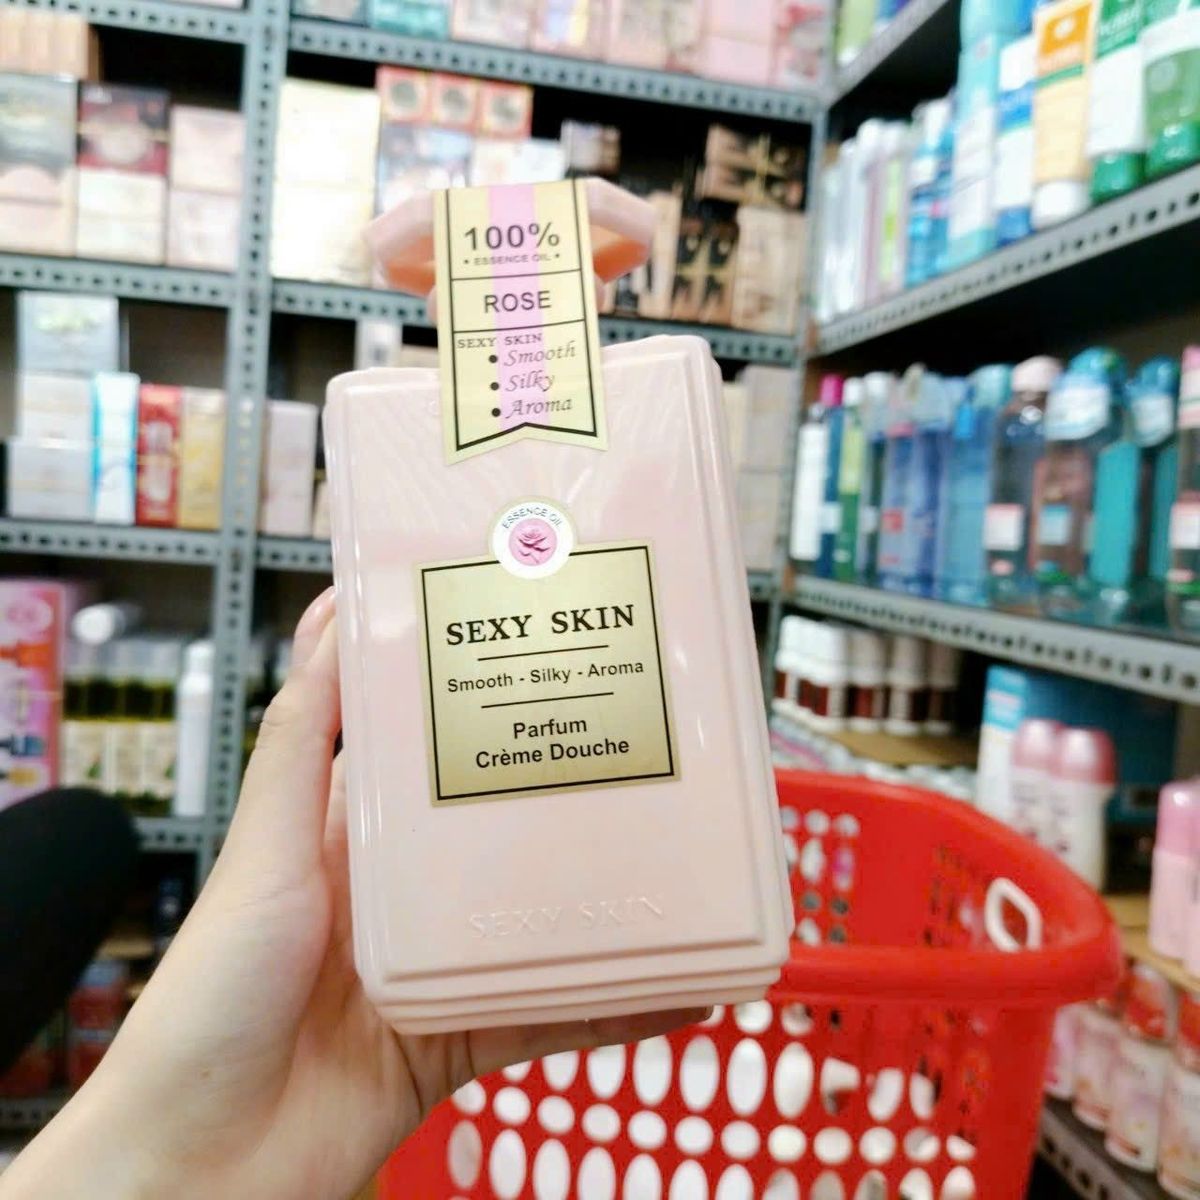 100%
• ESSENCE OIL •
ROSE
SEXY SKIN
• Smooth
• Silky
• Aroma
ESSENCE OIL
SEXY SKIN
Smooth - Silky - Aroma
Parfum
Crème Douche
SEXY SKIN